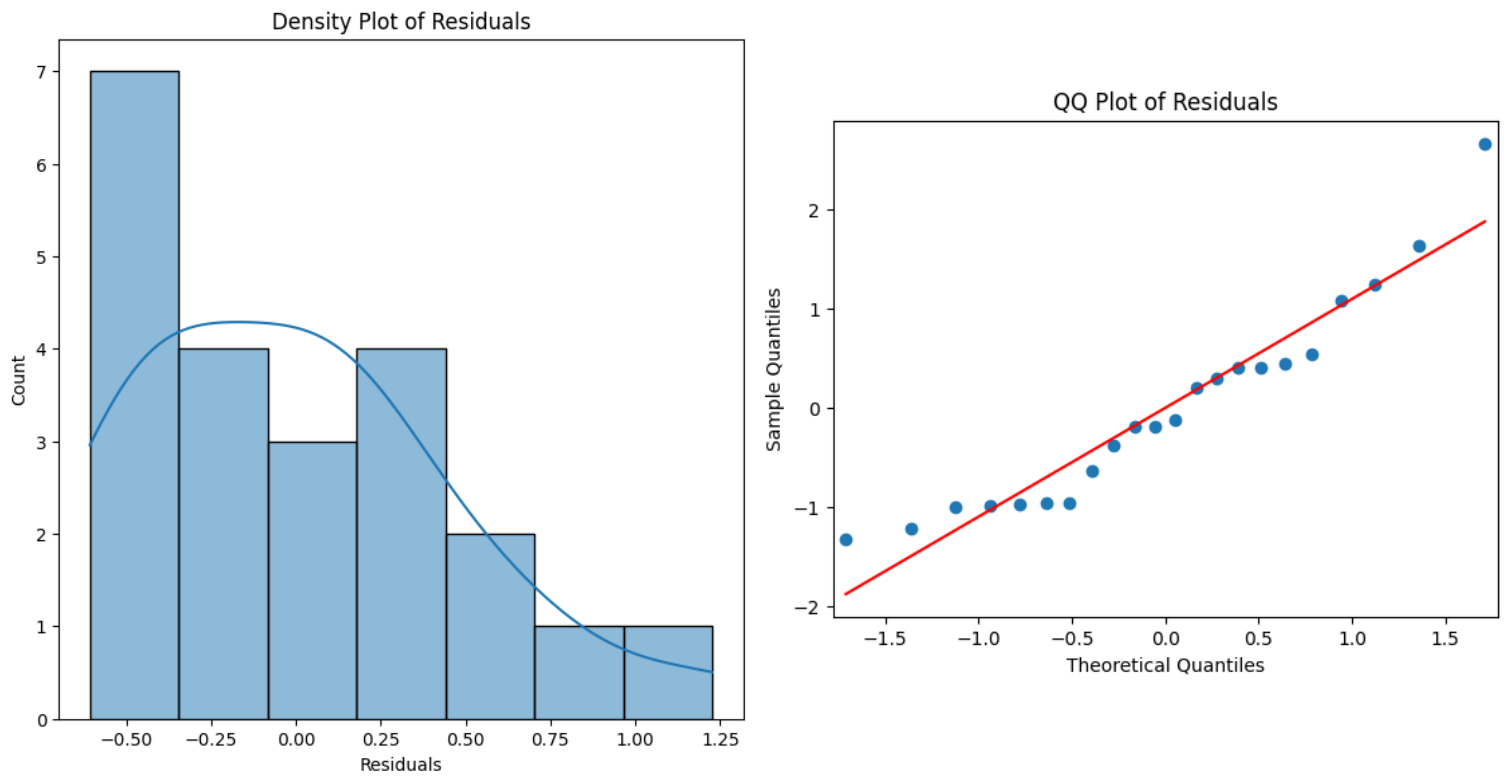 Density Plot of Residuals
7
6
5
4
3
2
1
0
Count
−0.50 −0.25 0.00 0.25 0.50 0.75 1.00 1.25
Residuals
QQ Plot of Residuals
2
1
0
−1
−2
Sample Quantiles
−1.5 −1.0 −0.5 0.0 0.5 1.0 1.5
Theoretical Quantiles